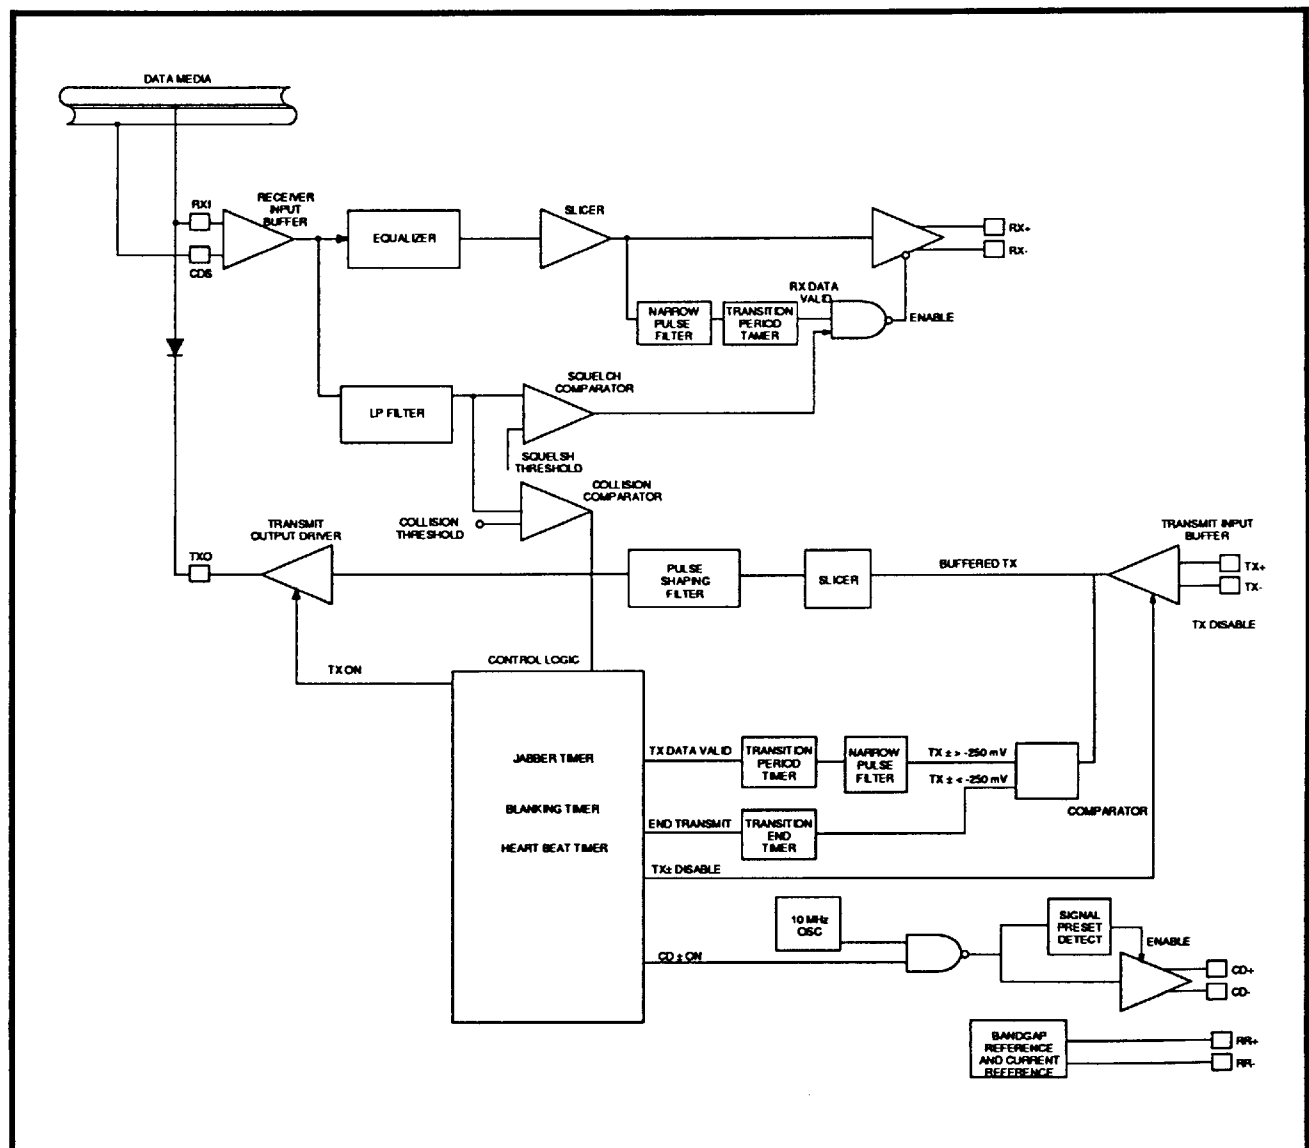 DATA MEDIA
RXI
CDS
RECEIVER
INPUT
BUFFER
EQUALIZER
SLICER
RX+
RX-
RX DATA
VALID
NARROW
PULSE
FILTER
TRANSITION
PERIOD
TAMER
ENABLE
LP FILTER
SQUELCH
COMPARATOR
SQUELSH
THRESHOLD
COLLISION
COMPARATOR
COLLISION
THRESHOLD
TRANSMIT
OUTPUT DRIVER
TXO
PULSE
SHAPING
FILTER
SLICER
BUFFERED TX
TRANSMIT INPUT
BUFFER
TX+
TX-
TX DISABLE
TX ON
CONTROL LOGIC
JABBER TIMER
BLANKING TIMER
HEART BEAT TIMER
TX DATA VALID
TRANSITION
PERIOD
TIMER
NARROW
PULSE
FILTER
TX ± > -250 mV
TX ± < -250 mV
COMPARATOR
END TRANSMIT
TRANSITION
END
TIMER
TX± DISABLE
10 MHz
OSC
CD ± ON
SIGNAL
PRESET
DETECT
ENABLE
CD+
CD-
BANDGAP
REFERENCE
AND CURRENT
REFERENCE
RR+
RR-